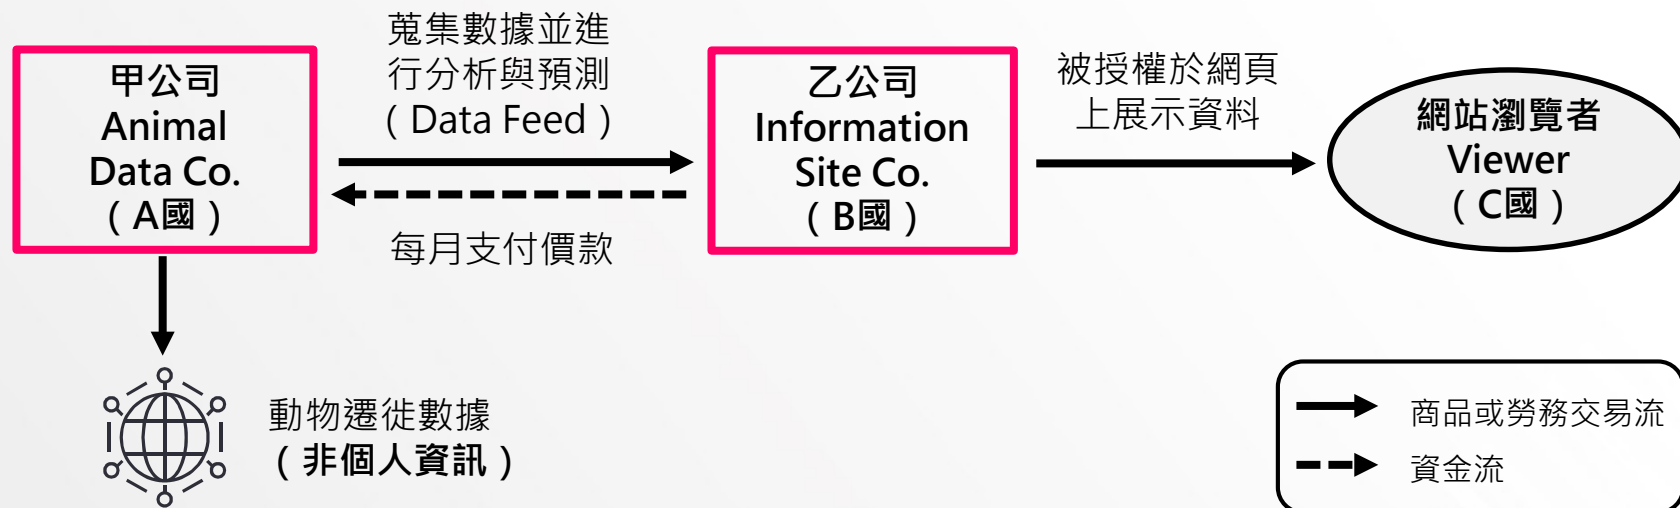 甲公司
Animal
Data Co.
（A國）
蒐集數據並進
行分析與預測
（Data Feed）
每月支付價款
乙公司
Information
Site Co.
（B國）
被授權於網頁
上展示資料
網站瀏覽者
Viewer
（C國）
動物遷徙數據
（非個人資訊）
商品或勞務交易流
資金流